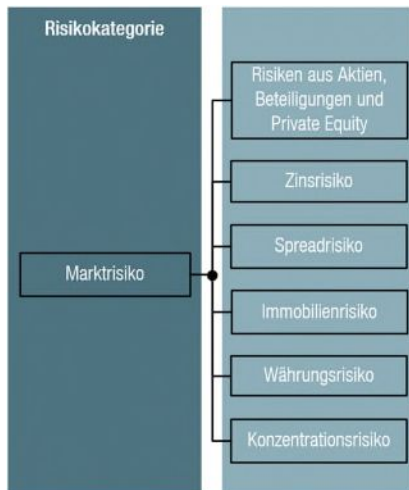 Risikokategorie
Marktrisiko
Risiken aus Aktien,
Beteiligungen und
Private Equity
Zinsrisiko
Spreadrisiko
Immobilienrisiko
Währungsrisiko
Konzentrationsrisiko